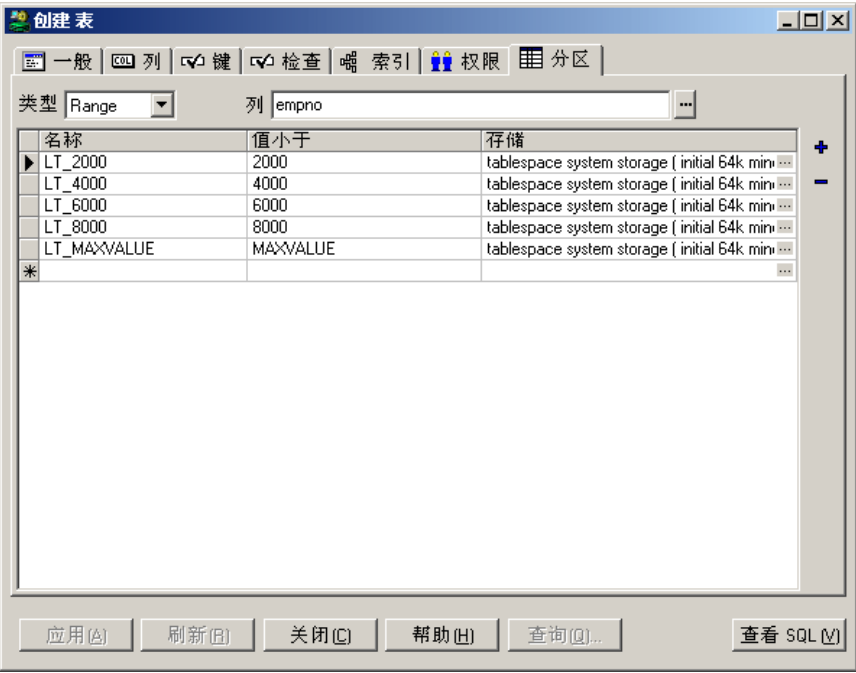 创建 表
一般 COL 列 键 检查 索引 权限 分区
类型 Range 列 empno ...
名称 值小于 存储
LT_2000 2000 tablespace system storage ( initial 64k ...
LT_4000 4000 tablespace system storage ( initial 64k ...
LT_6000 6000 tablespace system storage ( initial 64k ...
LT_8000 8000 tablespace system storage ( initial 64k ...
LT_MAXVALUE MAXVALUE tablespace system storage ( initial 64k ...
...
应用(A) 刷新(R) 关闭(C) 帮助(H) 查询(Q)... 查看 SQL(V)